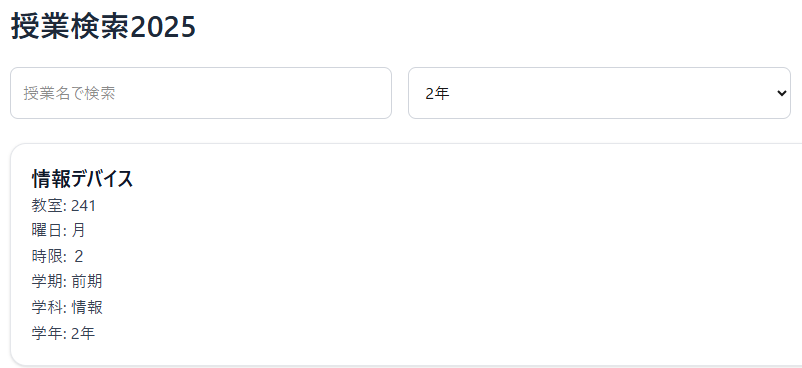 授業検索2025
授業名で検索
2年
情報デバイス
教室: 241
曜日: 月
時限: ２
学期: 前期
学科: 情報
学年: 2年